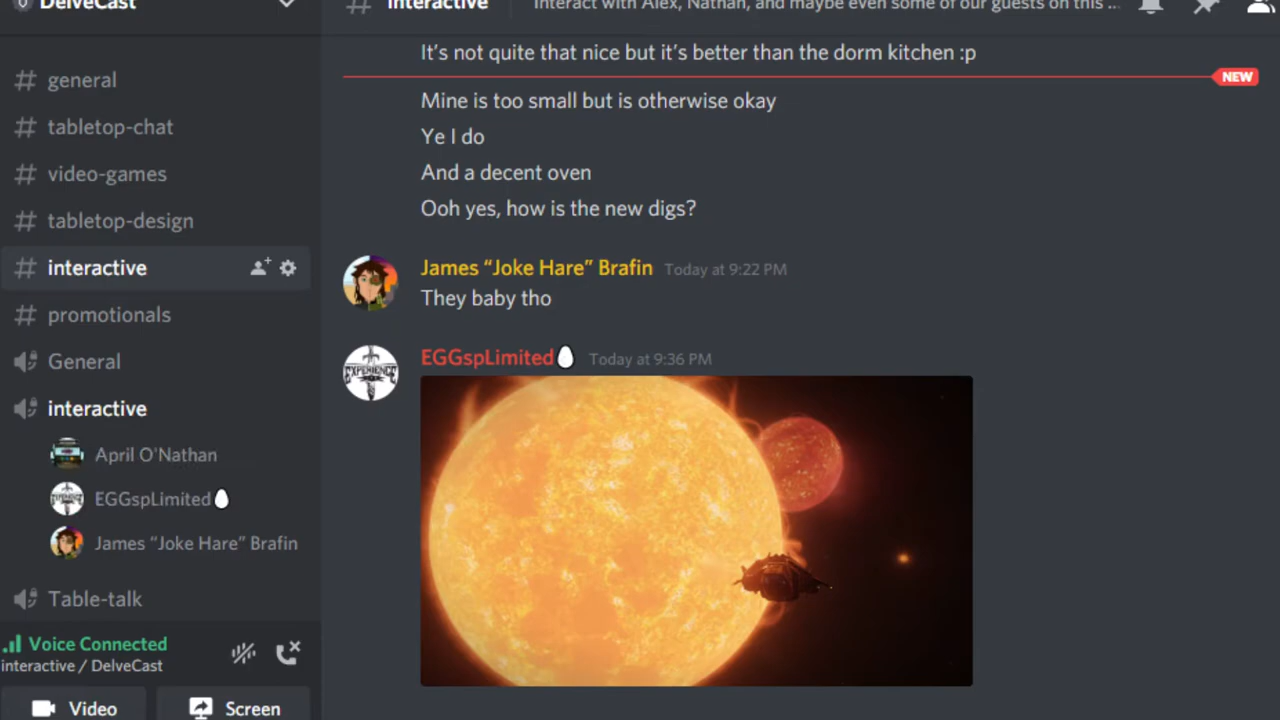 DelveCast
# general
# tabletop-chat
# video-games
# tabletop-design
# interactive
# promotionals
General
interactive
April O'Nathan
EGGspLimited
James “Joke Hare” Brafin
Table-talk
Voice Connected
interactive / DelveCast
Video
Screen
# interactive
Interact with Alex, Nathan, and maybe even some of our guests on this ...
It’s not quite that nice but it’s better than the dorm kitchen :p
NEW
Mine is too small but is otherwise okay
Ye I do
And a decent oven
Ooh yes, how is the new digs?
James “Joke Hare” Brafin Today at 9:22 PM
They baby tho
EGGspLimited Today at 9:36 PM
EXPERIENCE